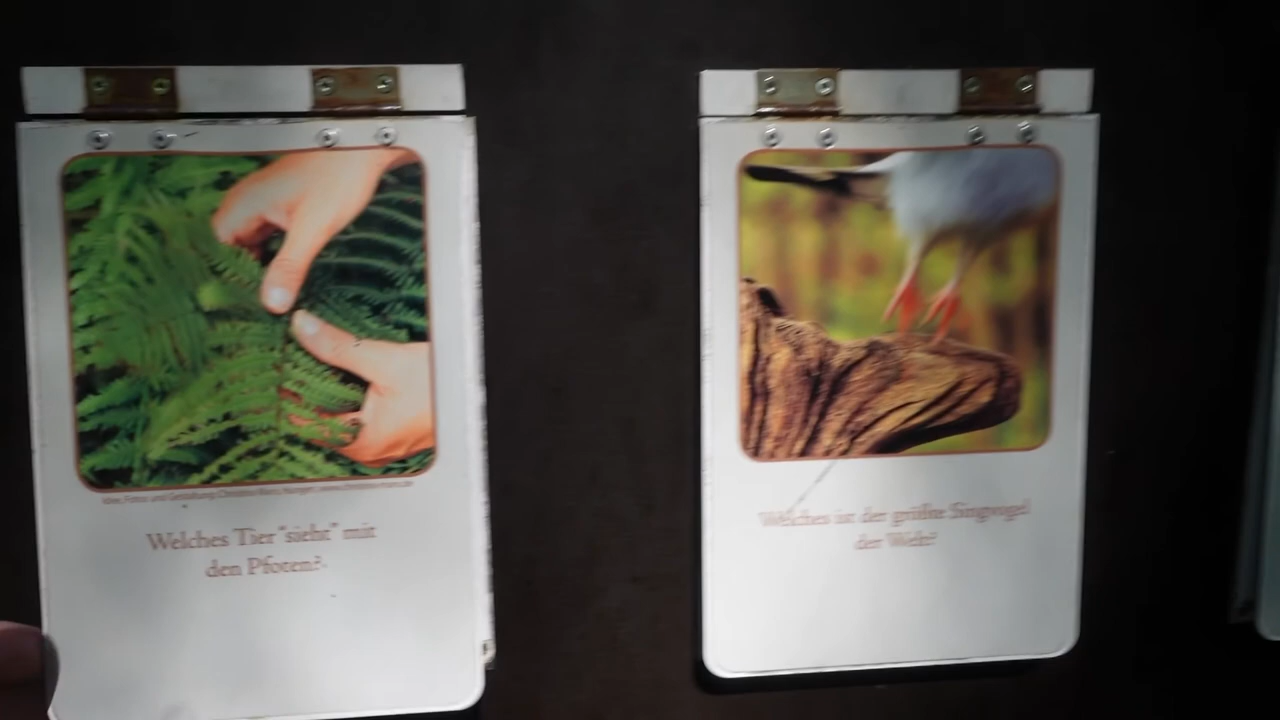 Welches Tier "sieht" mit
den Pfoten?
Welches ist der größte Singvogel
der Welt?